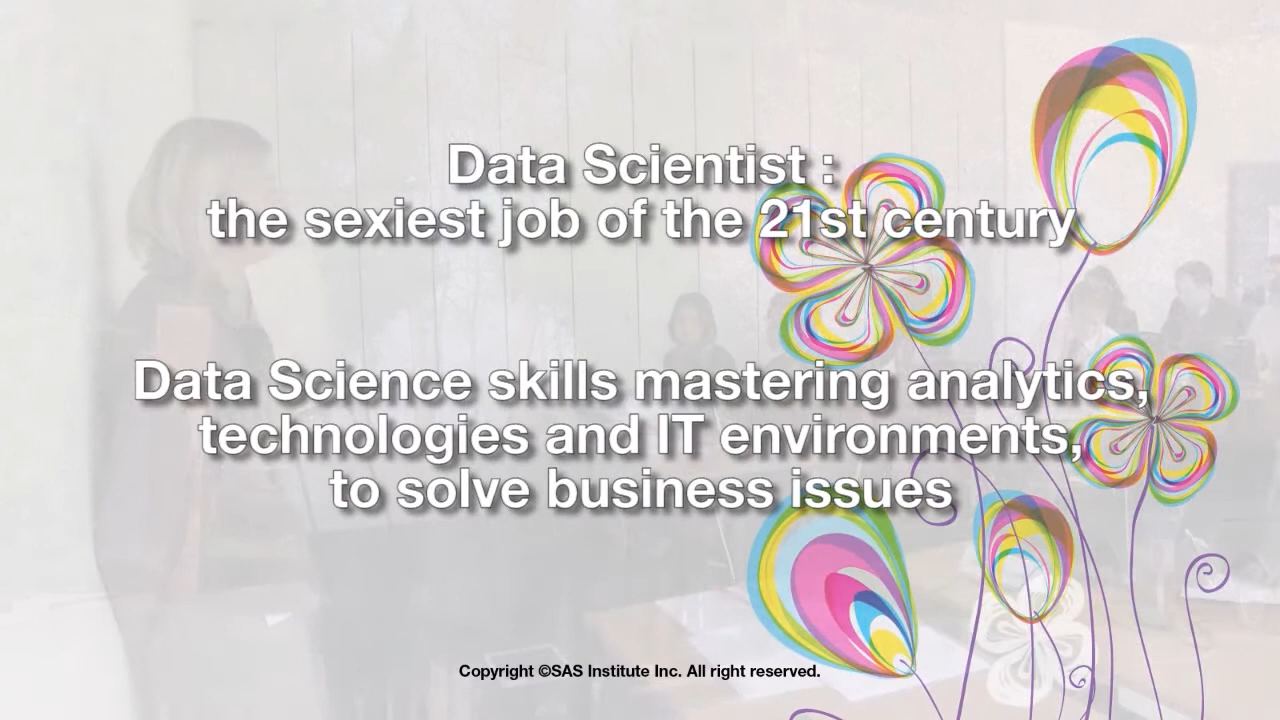 Data Scientist :
the sexiest job of the 21st century
Data Science skills mastering analytics,
technologies and IT environments,
to solve business issues
Copyright ©SAS Institute Inc. All right reserved.